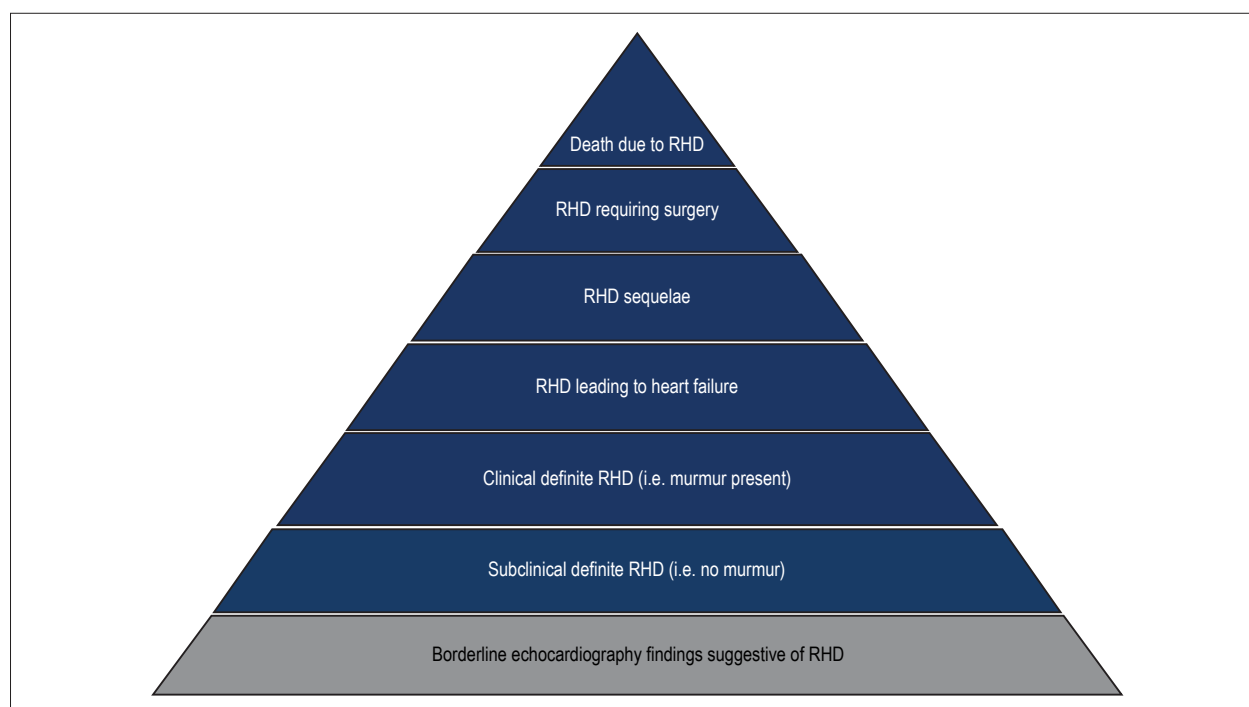 Death due to RHD
RHD requiring surgery
RHD sequelae
RHD leading to heart failure
Clinical definite RHD (i.e. murmur present)
Subclinical definite RHD (i.e. no murmur)
Borderline echocardiography findings suggestive of RHD